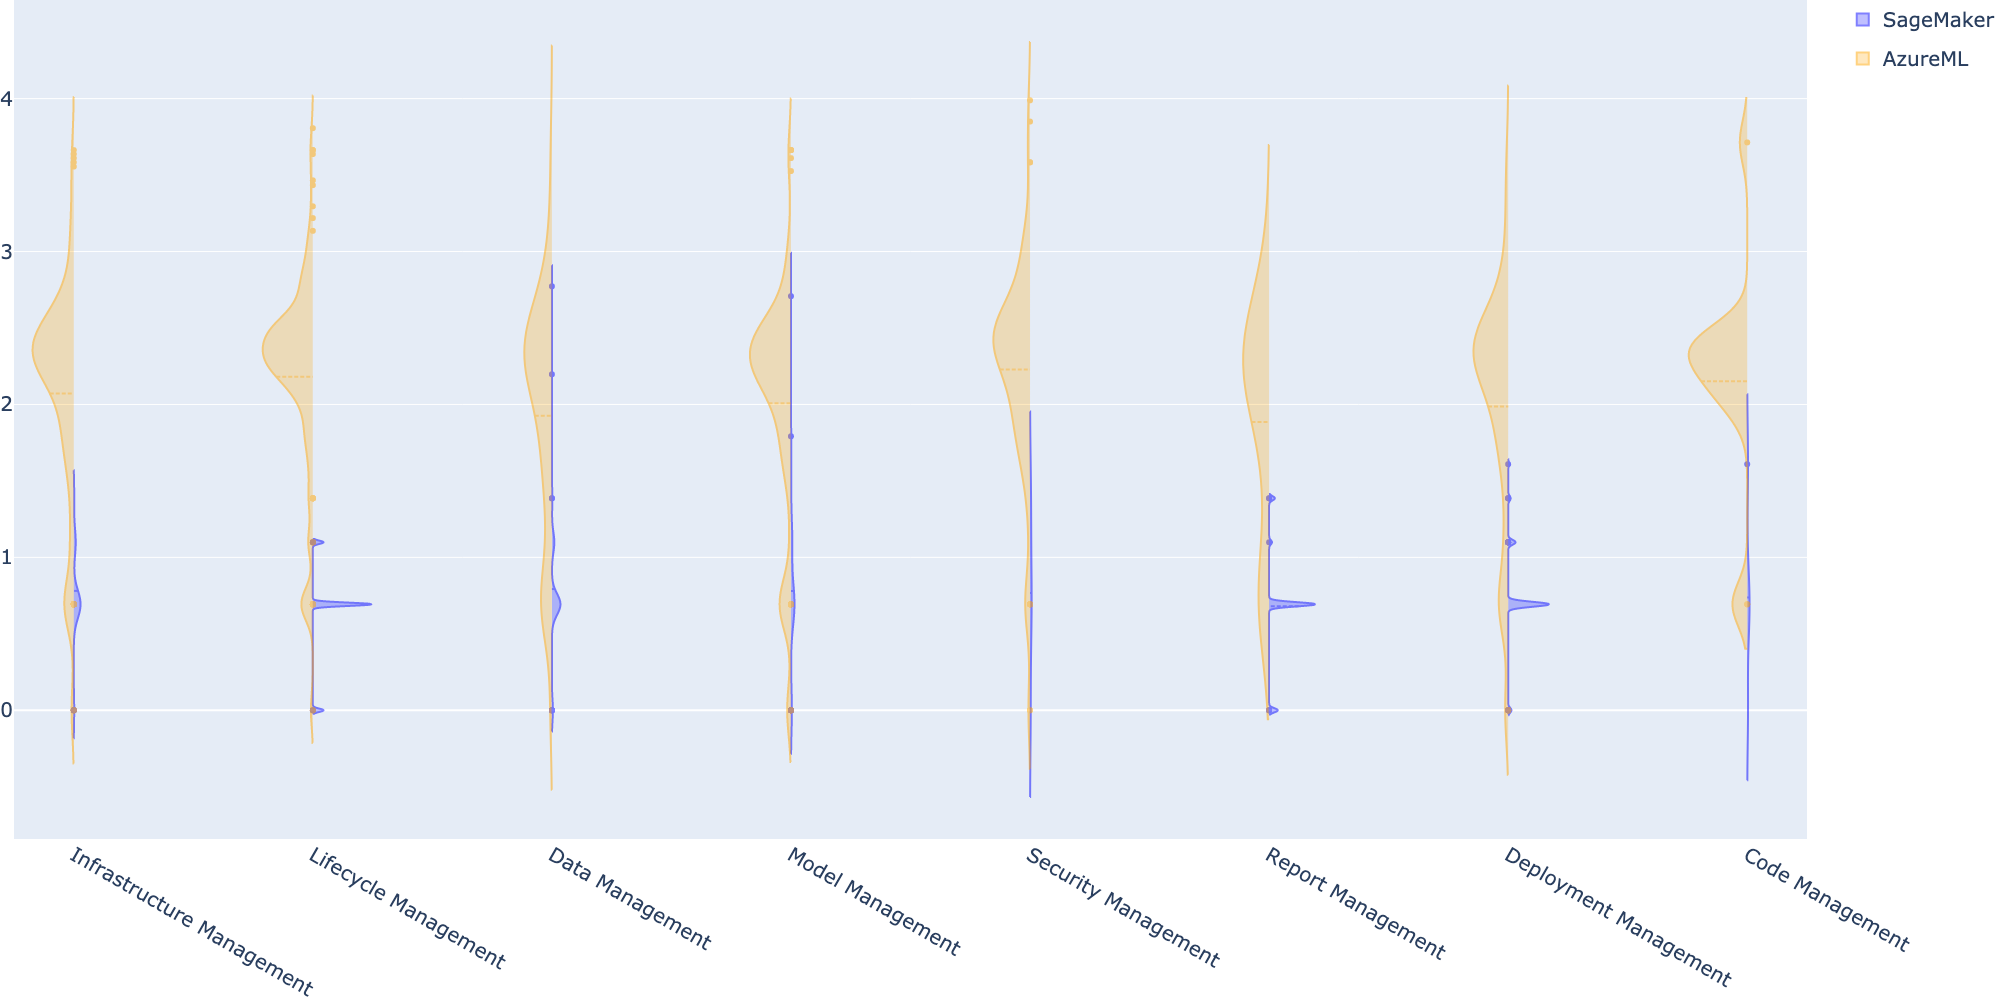 SageMaker
AzureML
4
3
2
1
0
Infrastructure Management
Lifecycle Management
Data Management
Model Management
Security Management
Report Management
Deployment Management
Code Management